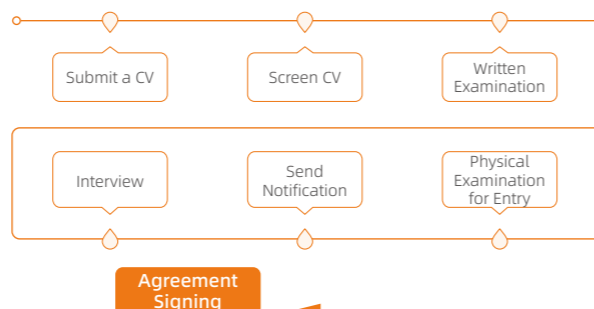 Submit a CV
Screen CV
Written
Examination
Interview
Send
Notification
Physical
Examination
for Entry
Agreement
Signing